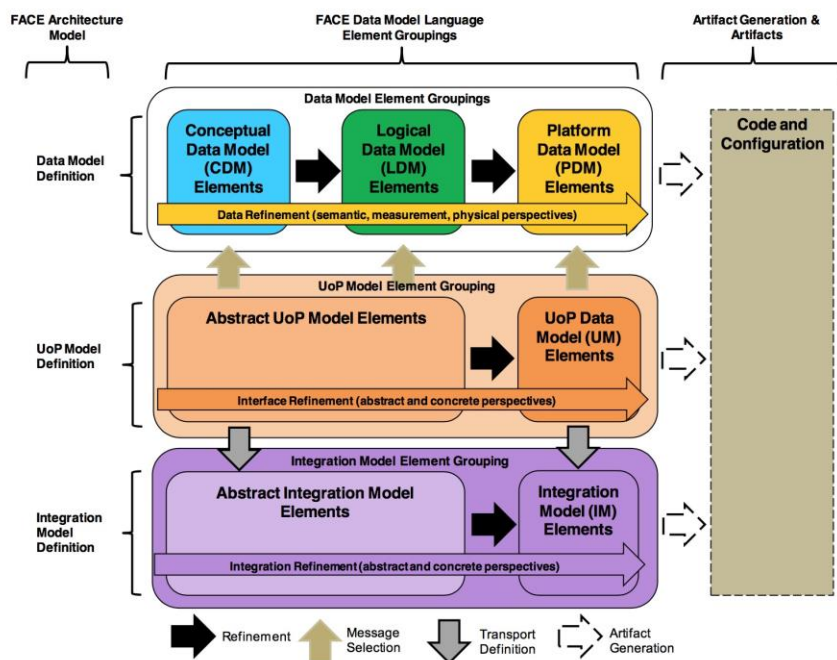 FACE Architecture
Model
FACE Data Model Language
Element Groupings
Artifact Generation &
Artifacts
Data Model Element Groupings
Data Model
Definition
Conceptual
Data Model
(CDM)
Elements
Logical
Data Model
(LDM)
Elements
Platform
Data Model
(PDM)
Elements
Data Refinement (semantic, measurement, physical perspectives)
Code and
Configuration
UoP Model Element Grouping
UoP Model
Definition
Abstract UoP Model Elements
UoP Data
Model (UM)
Elements
Interface Refinement (abstract and concrete perspectives)
Integration Model Element Grouping
Integration
Model
Definition
Abstract Integration Model
Elements
Integration
Model (IM)
Elements
Integration Refinement (abstract and concrete perspectives)
Refinement
Message
Selection
Transport
Definition
Artifact
Generation